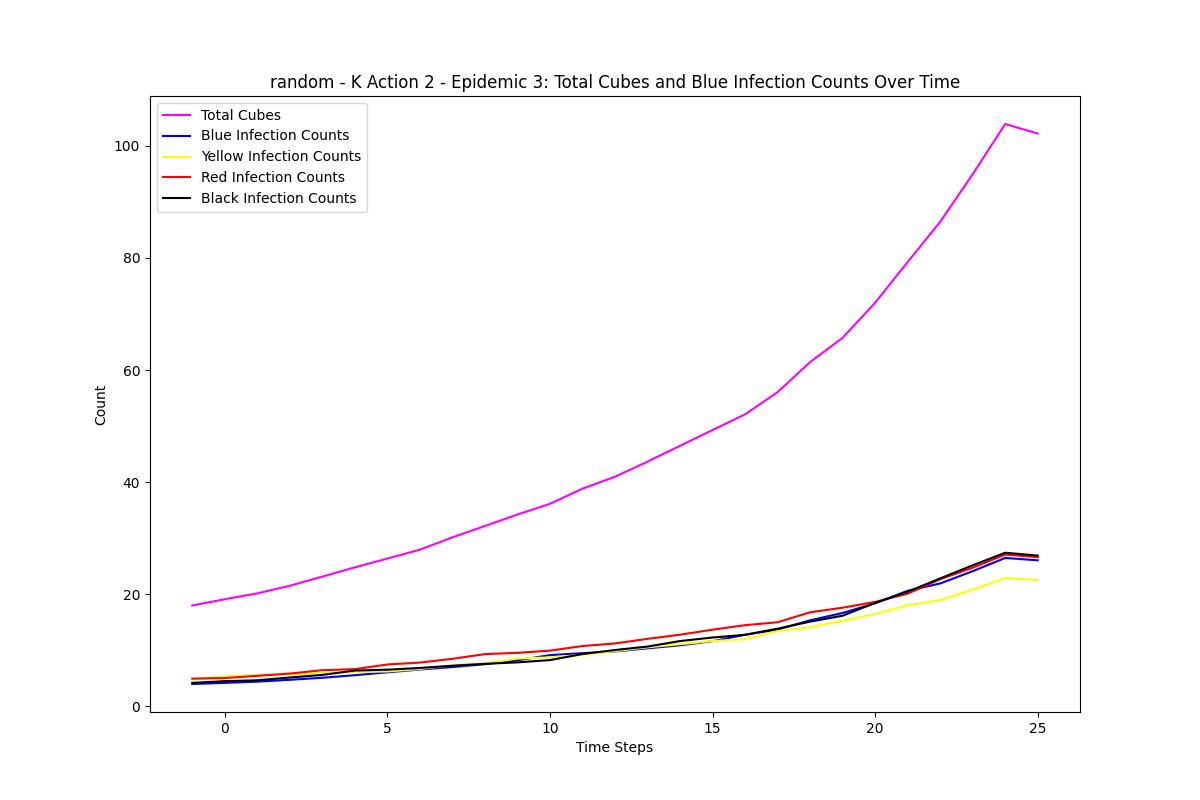 random - K Action 2 - Epidemic 3: Total Cubes and Blue Infection Counts Over Time
Total Cubes
Blue Infection Counts
Yellow Infection Counts
Red Infection Counts
Black Infection Counts
100
80
60
40
20
0
Count
0 5 10 15 20 25
Time Steps